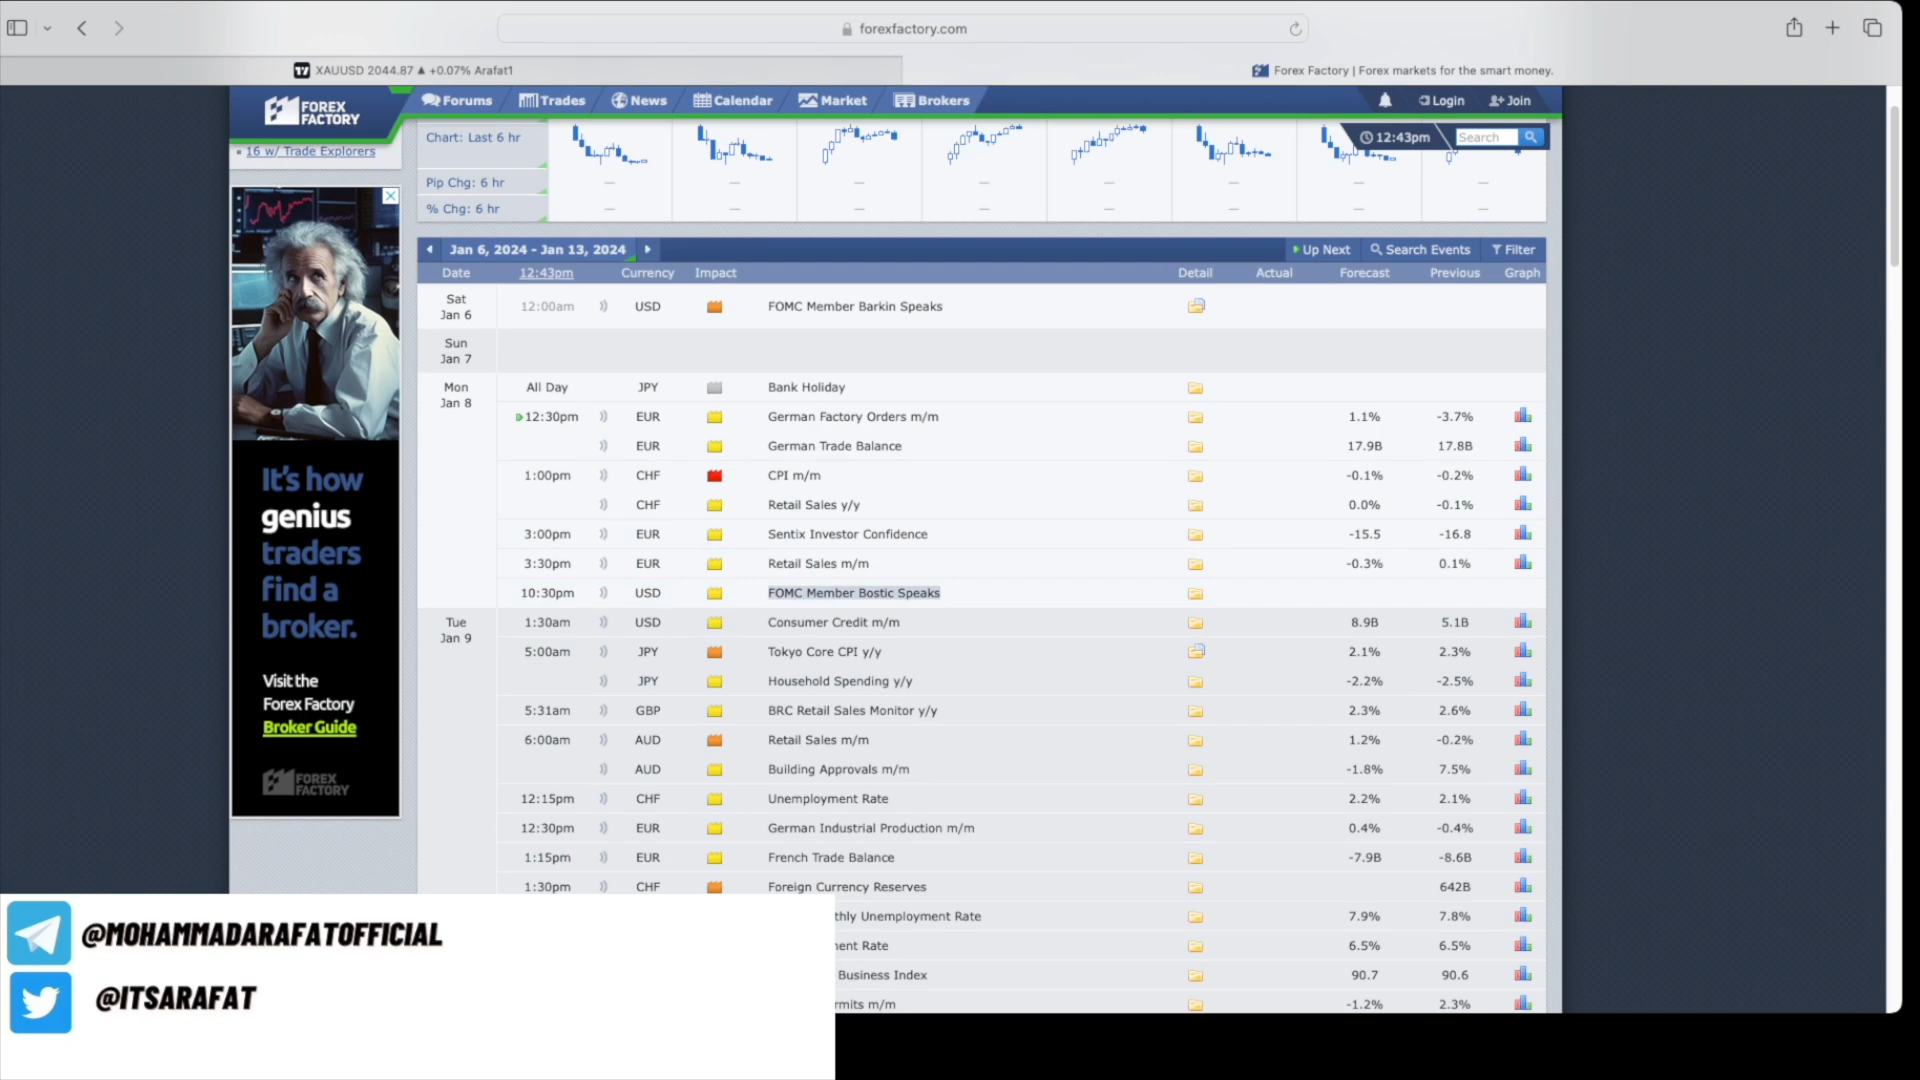 forexfactory.com
XAUUSD 2044.87 ▲ +0.07% Arafat1
Forex Factory | Forex markets for the smart money.
FOREX FACTORY
Forums Trades News Calendar Market Brokers Login Join
16 w/ Trade Explorers
Chart: Last 6 hr
12:43pm Search
Pip Chg: 6 hr — — — — — — — —
% Chg: 6 hr — — — — — — — —
It's how
genius
traders
find a
broker.
Visit the
Forex Factory
Broker Guide
FOREX
FACTORY
Jan 6, 2024 - Jan 13, 2024 Up Next Search Events Filter
Date 12:43pm Currency Impact Detail Actual Forecast Previous Graph
Sat Jan 6 12:00am USD FOMC Member Barkin Speaks
Sun Jan 7
Mon Jan 8 All Day JPY Bank Holiday
12:30pm EUR German Factory Orders m/m 1.1% -3.7%
EUR German Trade Balance 17.9B 17.8B
1:00pm CHF CPI m/m -0.1% -0.2%
CHF Retail Sales y/y 0.0% -0.1%
3:00pm EUR Sentix Investor Confidence -15.5 -16.8
3:30pm EUR Retail Sales m/m -0.3% 0.1%
10:30pm USD FOMC Member Bostic Speaks
Tue Jan 9 1:30am USD Consumer Credit m/m 8.9B 5.1B
5:00am JPY Tokyo Core CPI y/y 2.1% 2.3%
JPY Household Spending y/y -2.2% -2.5%
5:31am GBP BRC Retail Sales Monitor y/y 2.3% 2.6%
6:00am AUD Retail Sales m/m 1.2% -0.2%
AUD Building Approvals m/m -1.8% 7.5%
12:15pm CHF Unemployment Rate 2.2% 2.1%
12:30pm EUR German Industrial Production m/m 0.4% -0.4%
1:15pm EUR French Trade Balance -7.9B -8.6B
1:30pm CHF Foreign Currency Reserves 642B
thly Unemployment Rate 7.9% 7.8%
ent Rate 6.5% 6.5%
Business Index 90.7 90.6
rmits m/m -1.2% 2.3%
@MOHAMMADARAFATOFFICIAL
@ITSARAFAT